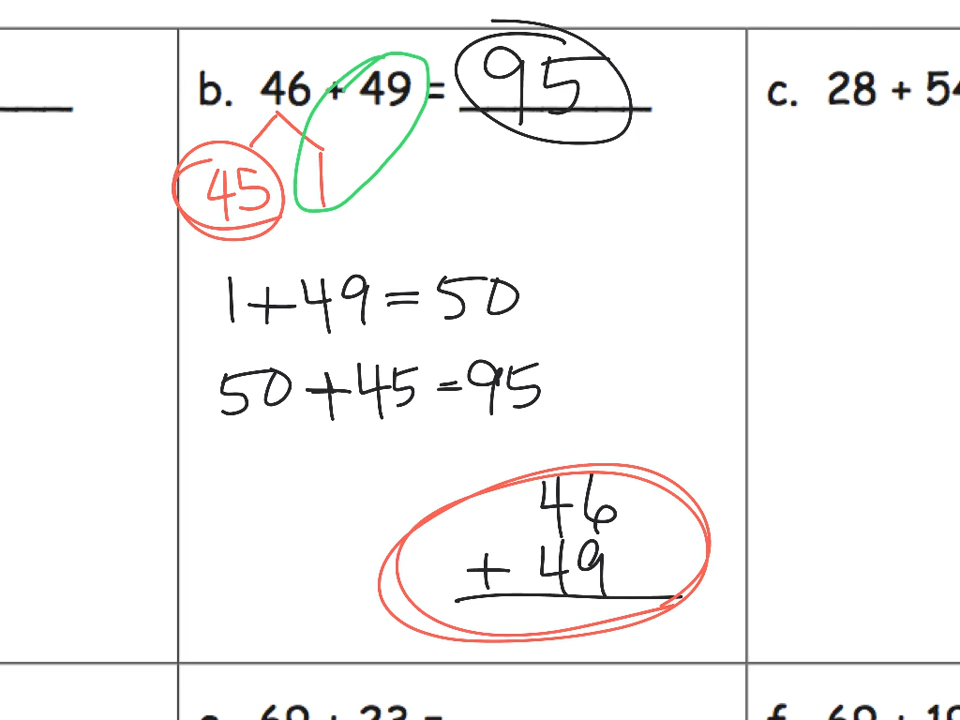 b. 46 + 49 = 95
c. 28 + 54
45 1
1 + 49 = 50
50 + 45 = 95
46
+ 49